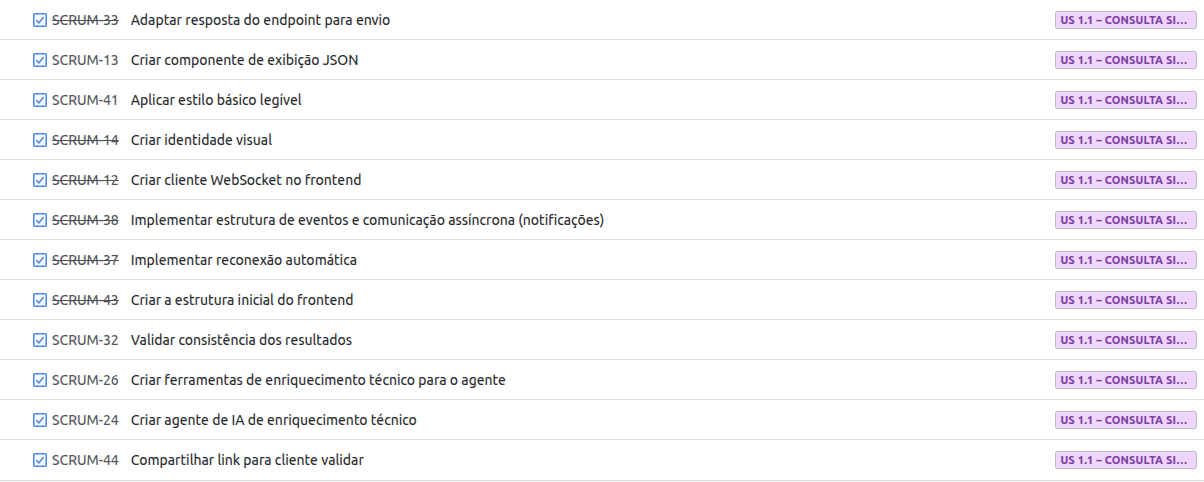 SCRUM-33 Adaptar resposta do endpoint para envio US 1.1 – CONSULTA SI...
SCRUM-13 Criar componente de exibição JSON US 1.1 – CONSULTA SI...
SCRUM-41 Aplicar estilo básico legível US 1.1 – CONSULTA SI...
SCRUM-14 Criar identidade visual US 1.1 – CONSULTA SI...
SCRUM-12 Criar cliente WebSocket no frontend US 1.1 – CONSULTA SI...
SCRUM-38 Implementar estrutura de eventos e comunicação assíncrona (notificações) US 1.1 – CONSULTA SI...
SCRUM-37 Implementar reconexão automática US 1.1 – CONSULTA SI...
SCRUM-43 Criar a estrutura inicial do frontend US 1.1 – CONSULTA SI...
SCRUM-32 Validar consistência dos resultados US 1.1 – CONSULTA SI...
SCRUM-26 Criar ferramentas de enriquecimento técnico para o agente US 1.1 – CONSULTA SI...
SCRUM-24 Criar agente de IA de enriquecimento técnico US 1.1 – CONSULTA SI...
SCRUM-44 Compartilhar link para cliente validar US 1.1 – CONSULTA SI...